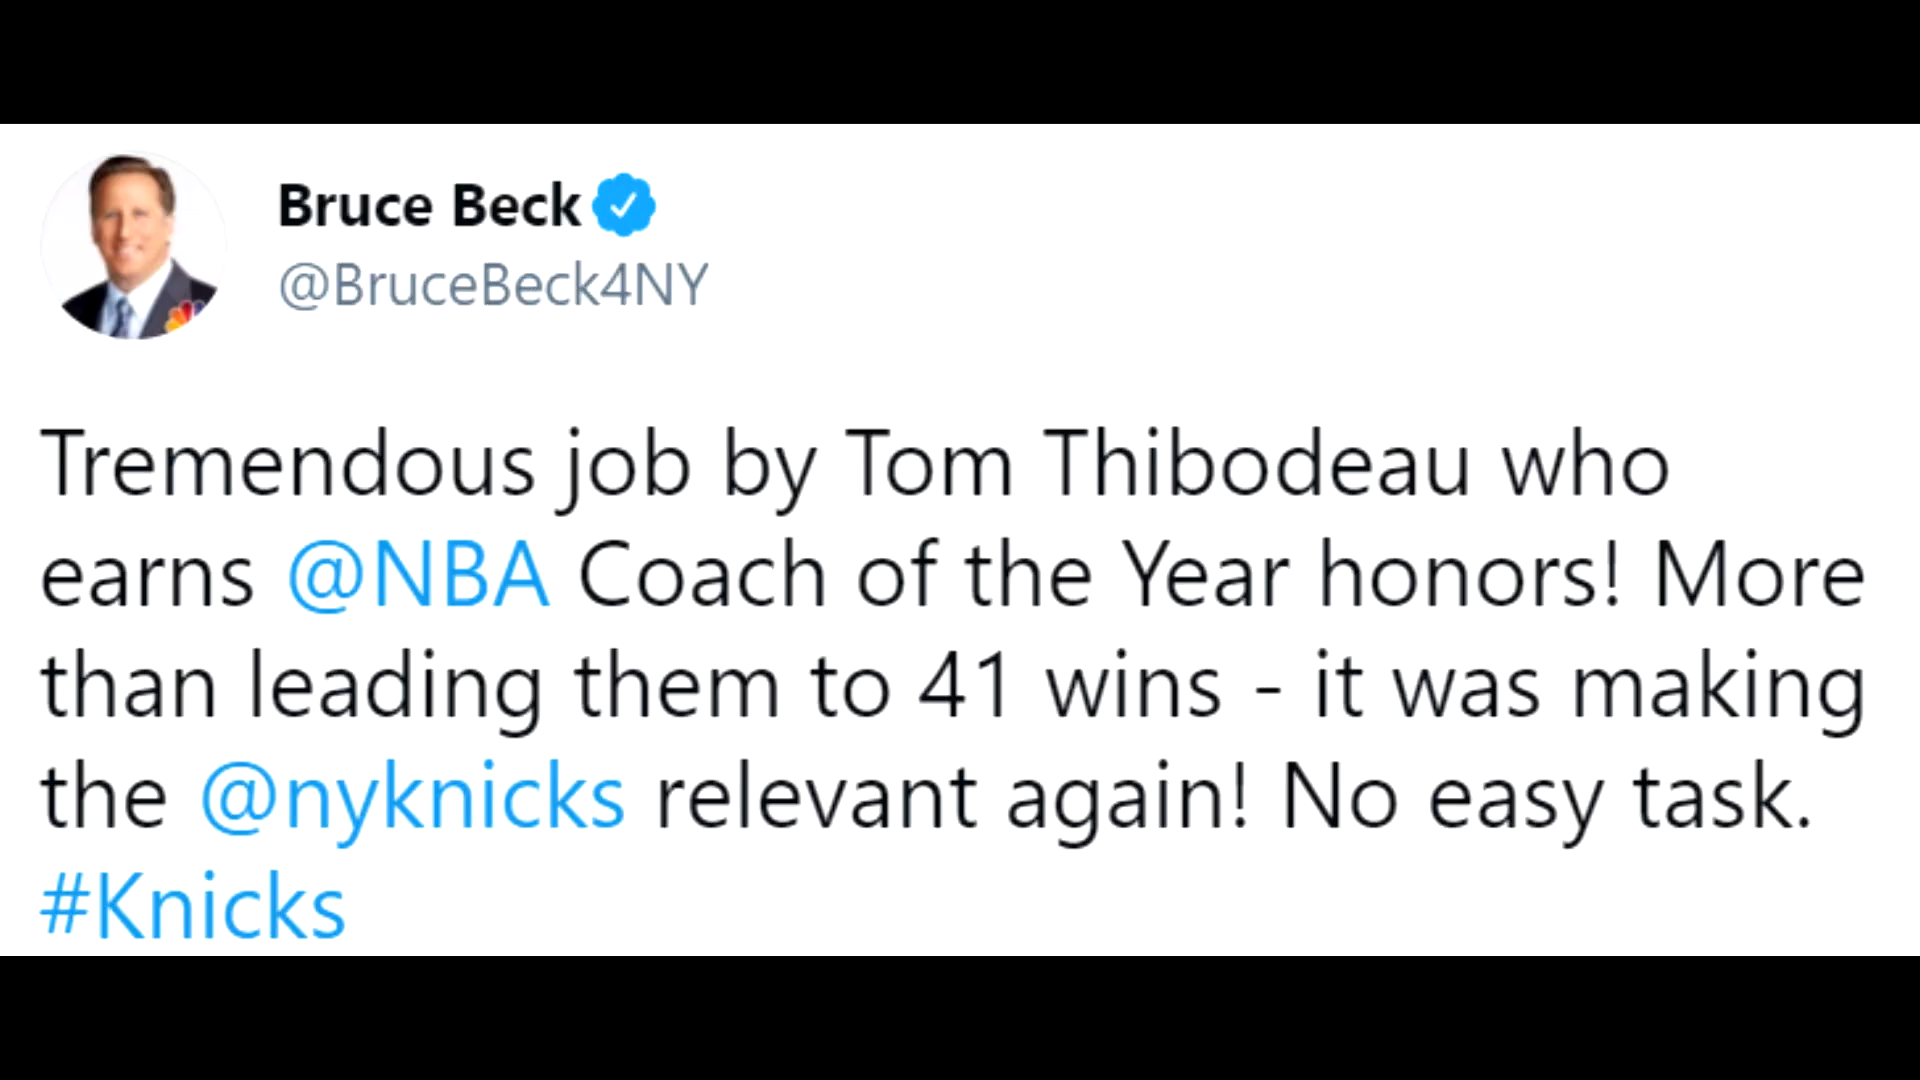 Bruce Beck
@BruceBeck4NY
Tremendous job by Tom Thibodeau who
earns @NBA Coach of the Year honors! More
than leading them to 41 wins - it was making
the @nyknicks relevant again! No easy task.
#Knicks